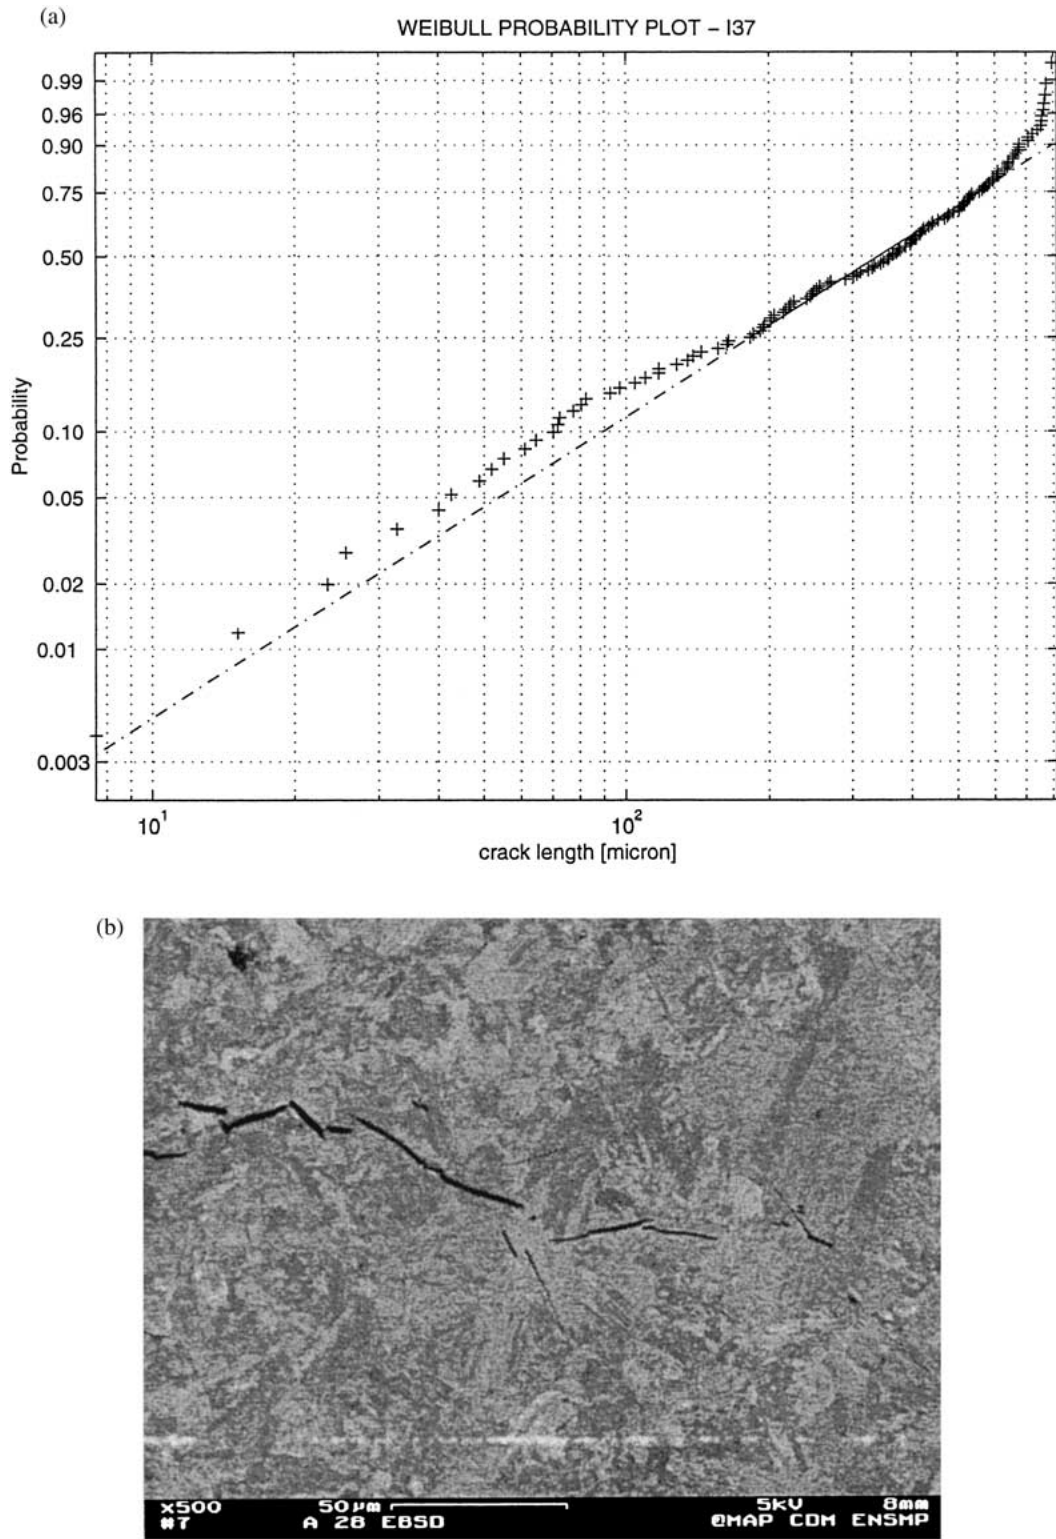 (a)
WEIBULL PROBABILITY PLOT – I37
0.99
0.96
0.90
0.75
0.50
0.25
0.10
0.05
0.02
0.01
0.003
Probability
10¹ 10²
crack length [micron]
(b)
x500 50µm 5kV 8mm
#7 A 2B EBSD @MAP CDM ENSMP